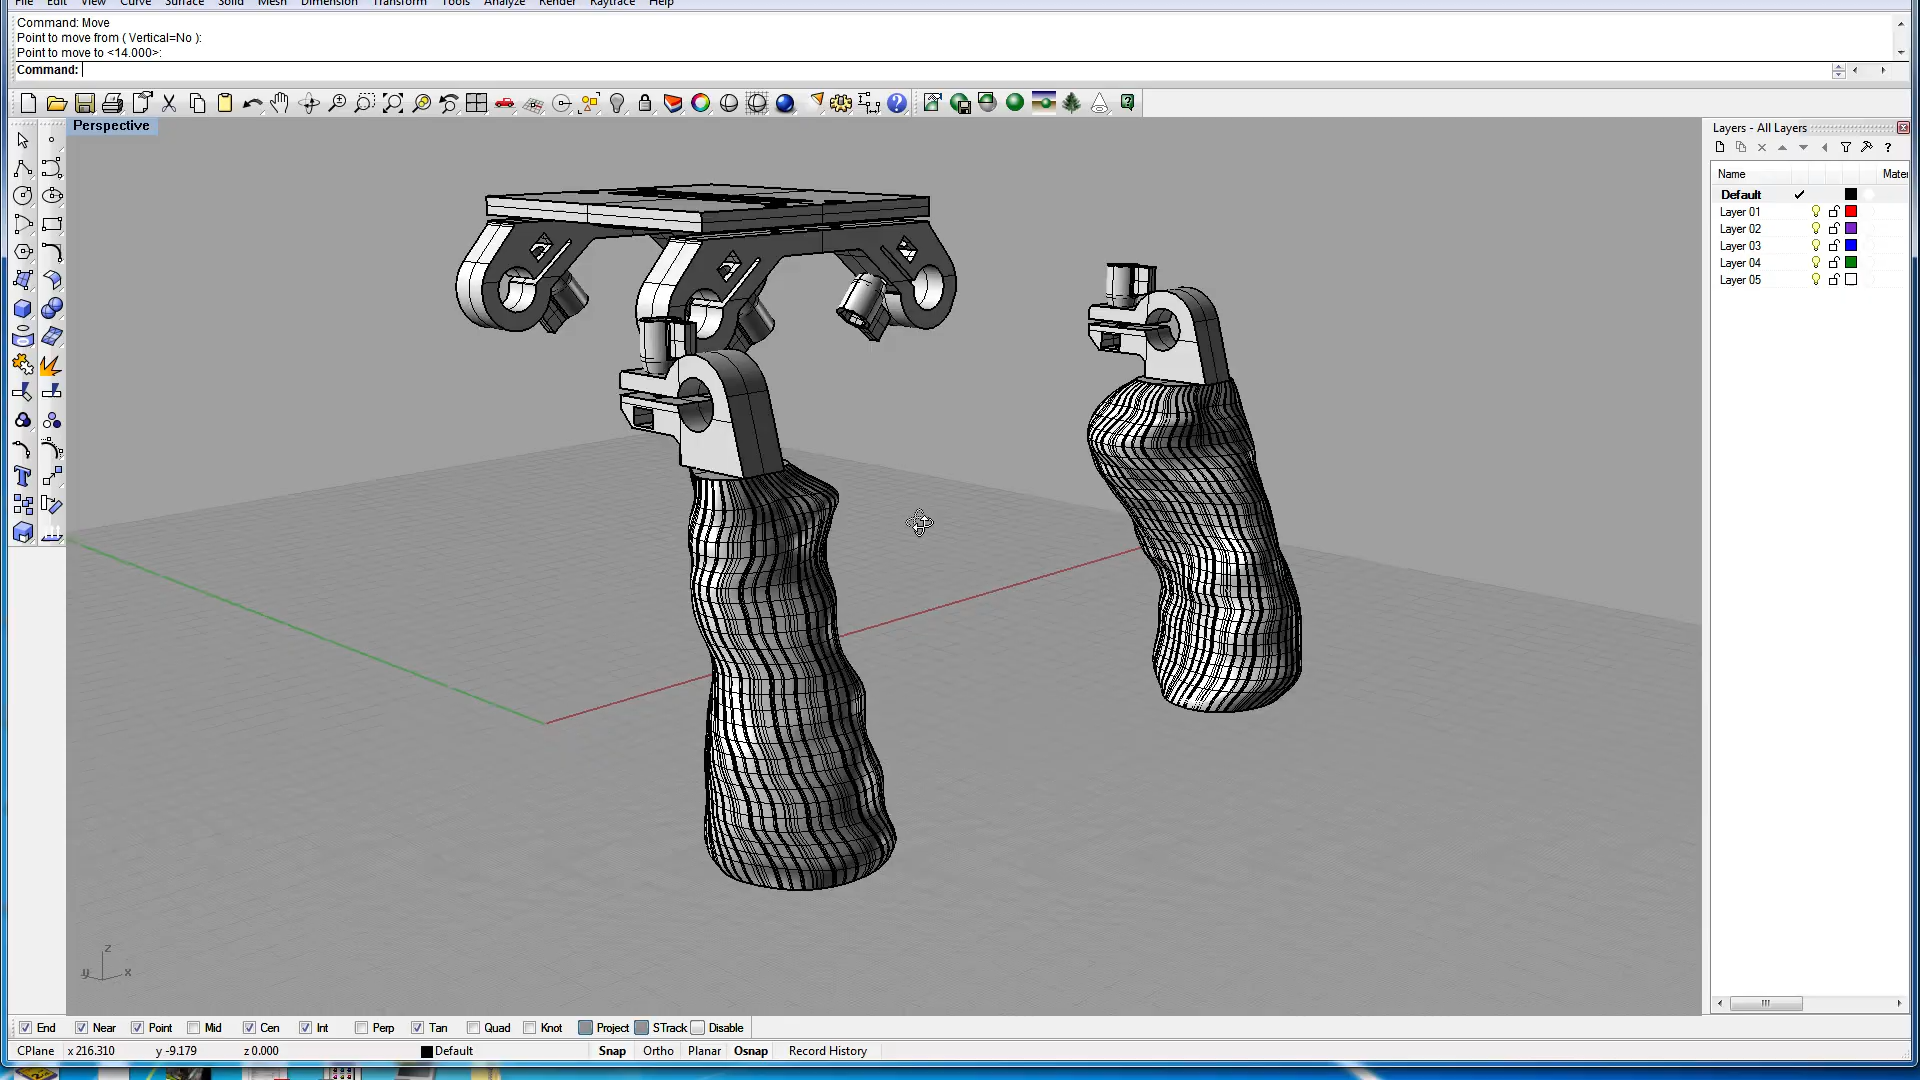 File Edit View Curve Surface Solid Mesh Dimension Transform Tools Analyze Render Raytrace Help
Command: Move
Point to move from ( Vertical=No ):
Point to move to <14.000>:
Command:
Perspective
Layers - All Layers
Name Mater
Default
Layer 01
Layer 02
Layer 03
Layer 04
Layer 05
z
y x
End Near Point Mid Cen Int Perp Tan Quad Knot Project STrack Disable
CPlane x 216.310 y -9.179 z 0.000 Default Snap Ortho Planar Osnap Record History